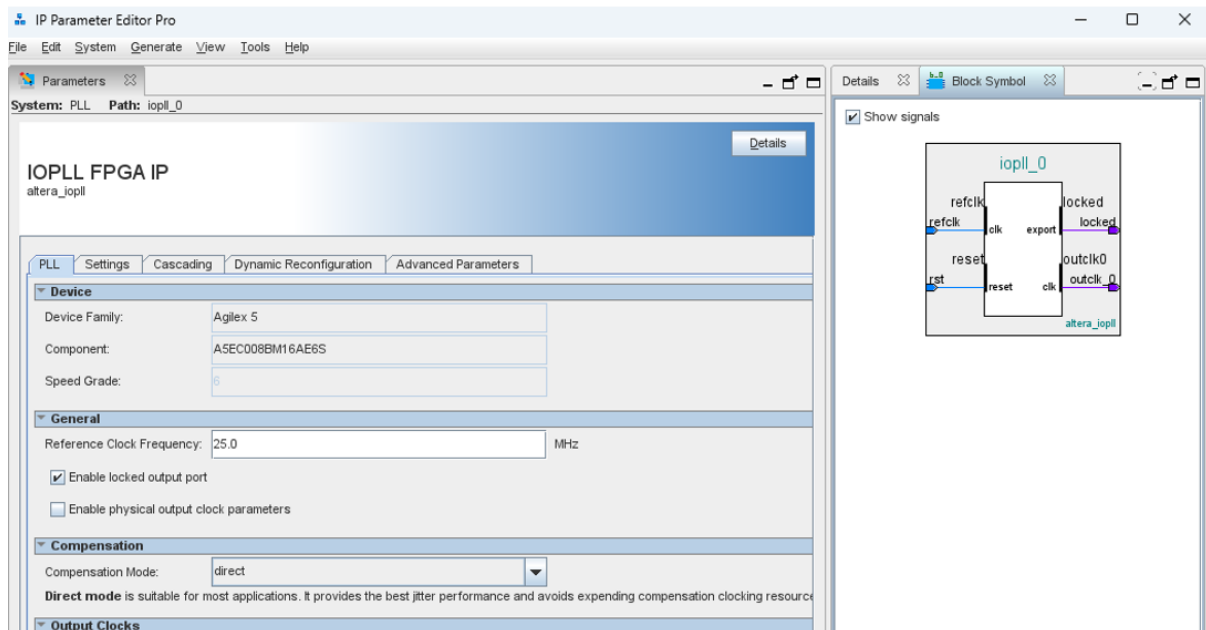 IP Parameter Editor Pro
File Edit System Generate View Tools Help
Parameters
System: PLL Path: iopll_0
Details
IOPLL FPGA IP
altera_iopll
PLL Settings Cascading Dynamic Reconfiguration Advanced Parameters
Device
Device Family: Agilex 5
Component: A5EC008BM16AE6S
Speed Grade: 6
General
Reference Clock Frequency: 25.0 MHz
Enable locked output port
Enable physical output clock parameters
Compensation
Compensation Mode: direct
Direct mode is suitable for most applications. It provides the best jitter performance and avoids expending compensation clocking resource
Output Clocks
Details Block Symbol
Show signals
iopll_0
refclk locked
refclk clk export locked
reset outclk0
rst reset clk outclk_0
altera_iopll